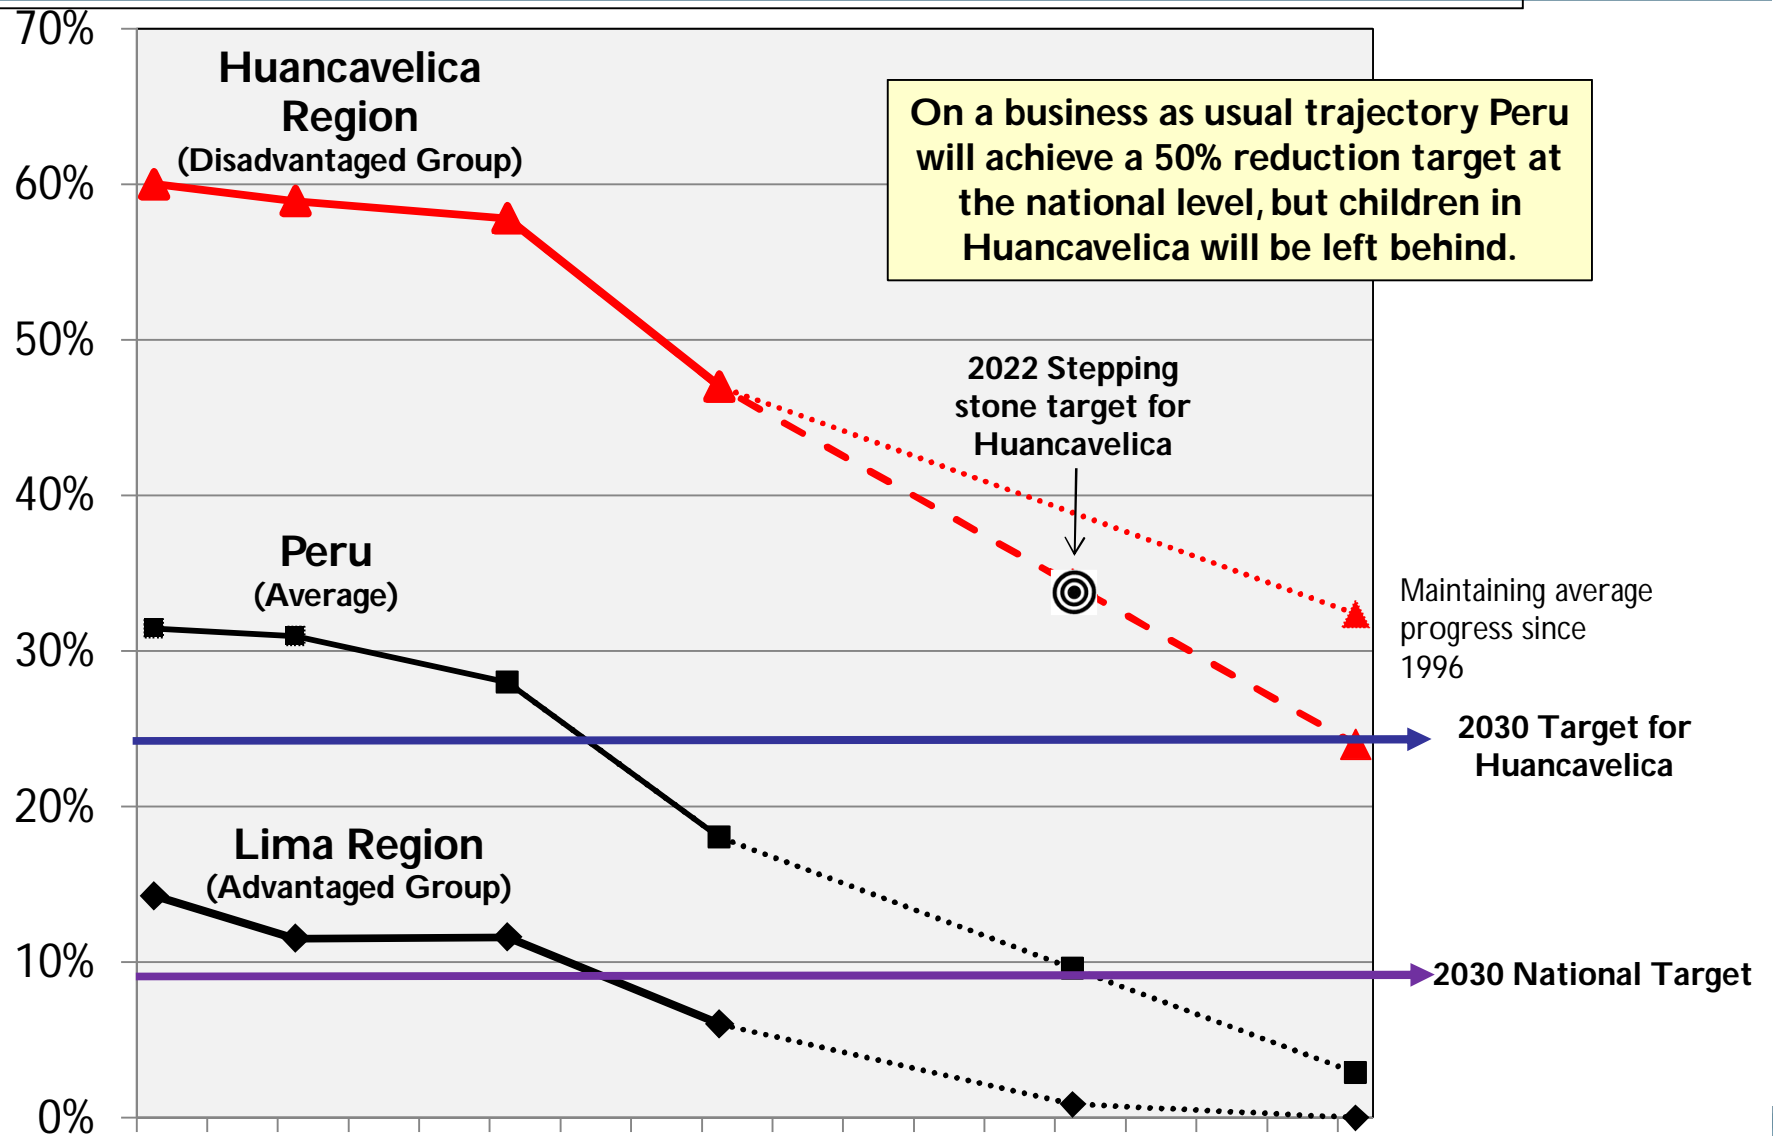 70%
60%
50%
40%
30%
20%
10%
0%
Huancavelica
Region
(Disadvantaged Group)
On a business as usual trajectory Peru
will achieve a 50% reduction target at
the national level, but children in
Huancavelica will be left behind.
2022 Stepping
stone target for
Huancavelica
Peru
(Average)
Maintaining average
progress since
1996
2030 Target for
Huancavelica
Lima Region
(Advantaged Group)
2030 National Target